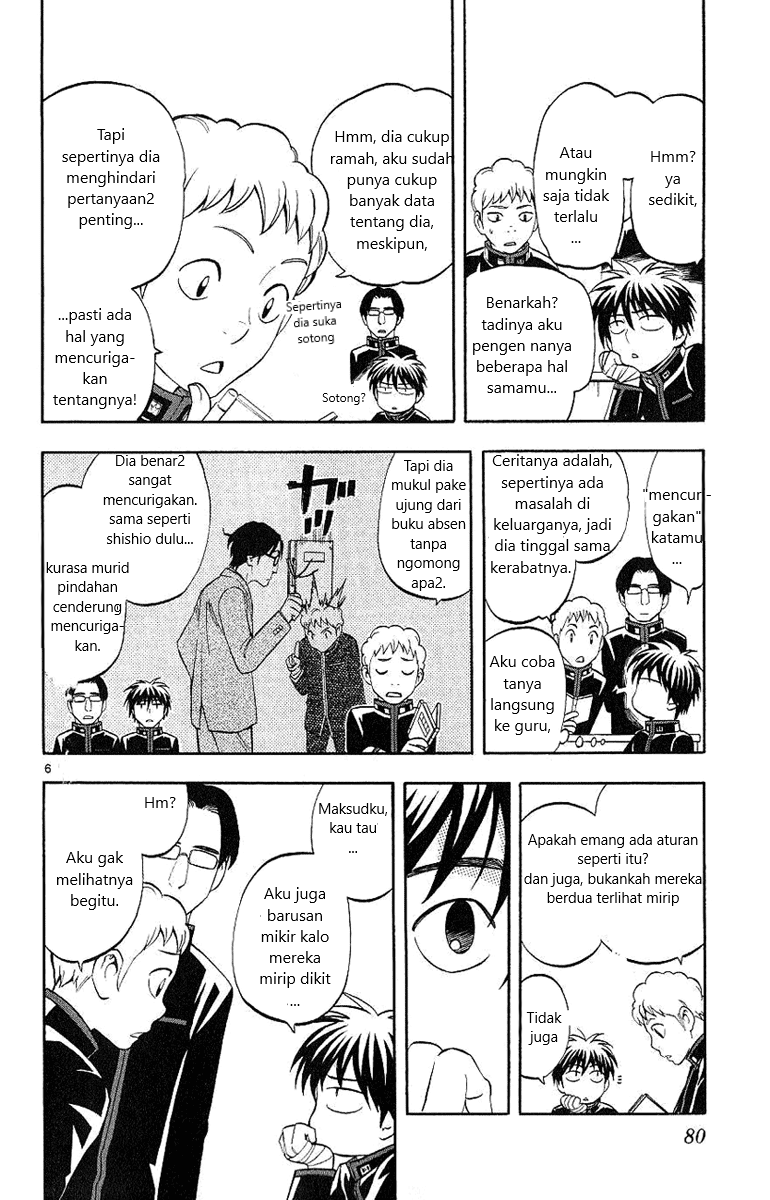 Hmm?
ya
sedikit,
Atau
mungkin
saja tidak
terlalu
...
Benarkah?
tadinya aku
pengen nanya
beberapa hal
samamu...
Hmm, dia cukup
ramah, aku sudah
punya cukup
banyak data
tentang dia,
meskipun,
Sepertinya
dia suka
sotong
Sotong?
Tapi
sepertinya dia
menghindari
pertanyaan2
penting...
...pasti ada
hal yang
mencuriga-
kan
tentangnya!
"mencuri-
gakan"
katamu
...
Ceritanya adalah,
sepertinya ada
masalah di
keluarganya, jadi
dia tinggal sama
kerabatnya.
Aku coba
tanya
langsung
ke guru,
Tapi dia
mukul pake
ujung dari
buku absen
tanpa
ngomong
apa2.
ガッ
Dia benar2
sangat
mencurigakan.
sama seperti
shishio dulu...
kurasa murid
pindahan
cenderung
mencuriga-
kan.
6
Apakah emang ada aturan
seperti itu?
dan juga, bukankah mereka
berdua terlihat mirip
Tidak
juga
Maksudku,
kau tau
...
Aku juga
barusan
mikir kalo
mereka
mirip dikit
...
Hm?
Aku gak
melihatnya
begitu.
80